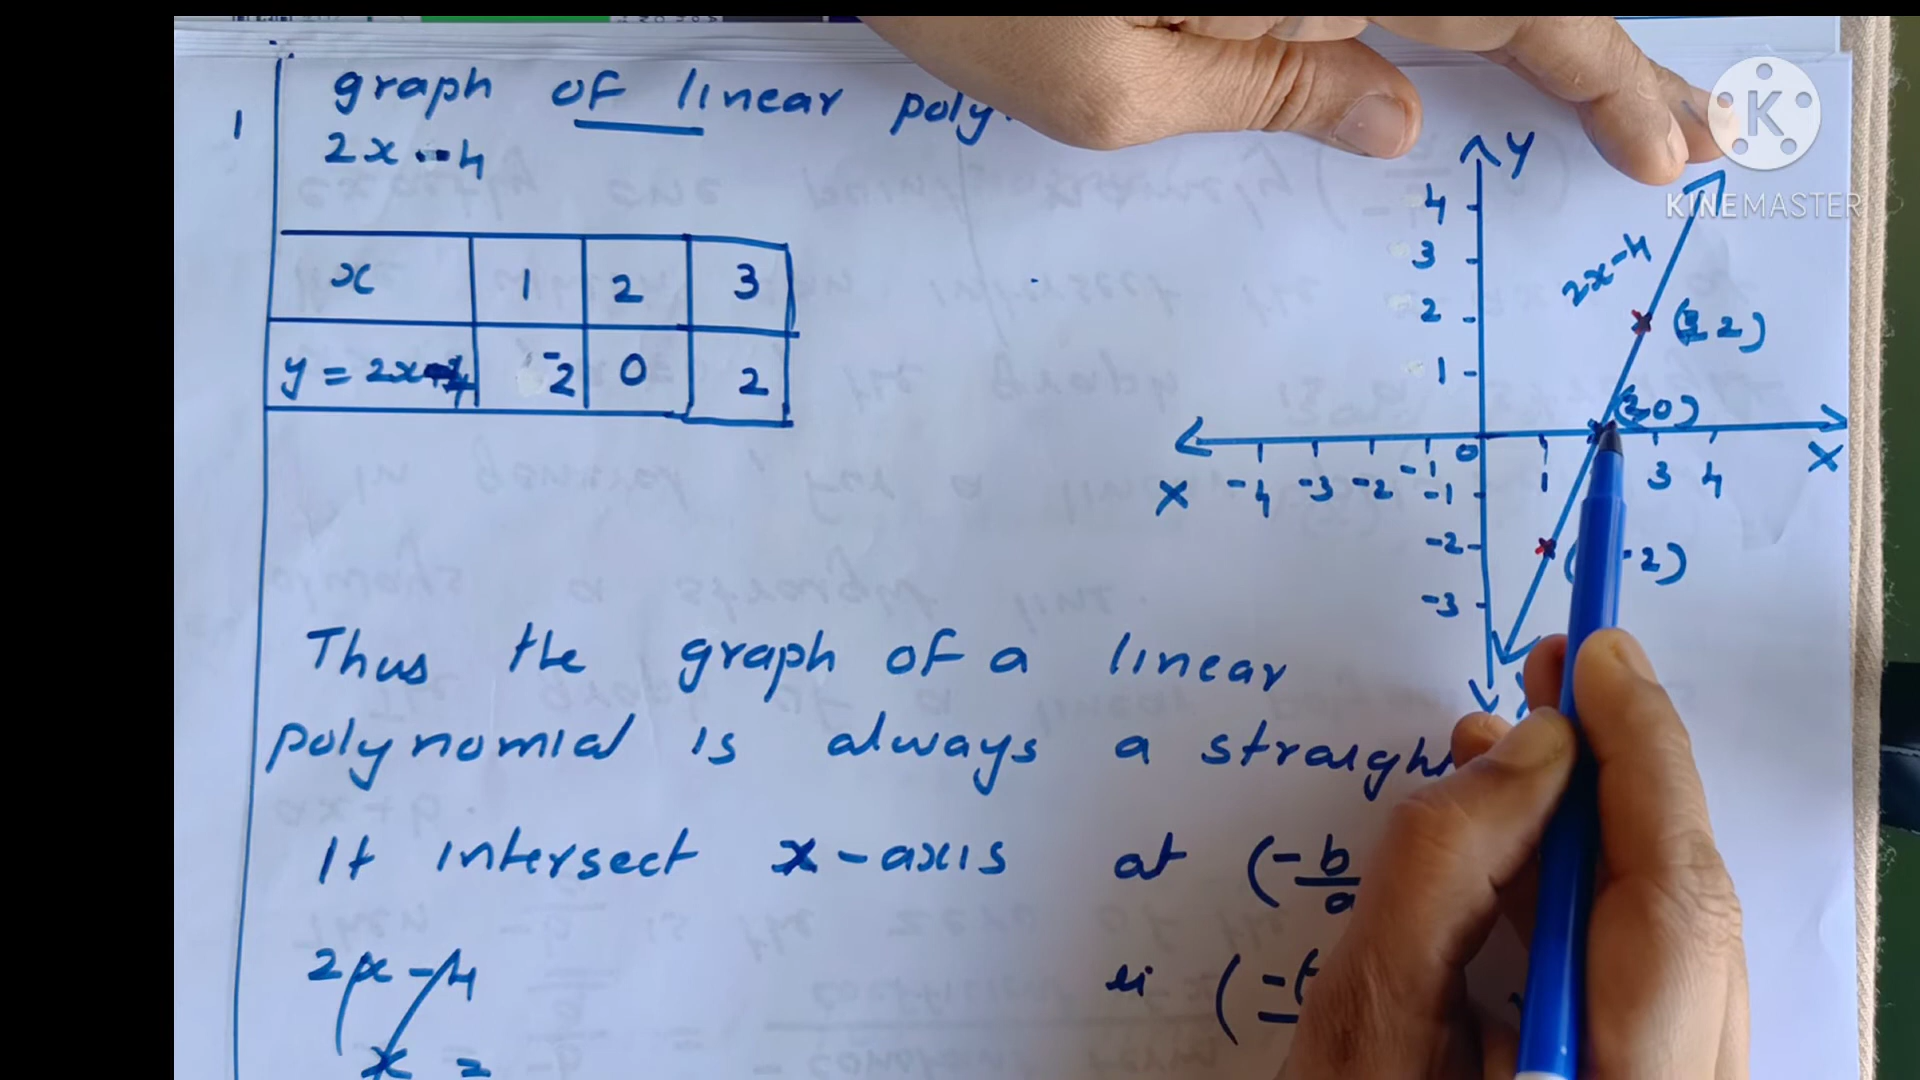 1
graph of linear poly
2x-4
x 1 2 3
y = 2x-4 -2 0 2
Y
4
3
2
1
0
-1
-2
-3
X -4 -3 -2 -1 1 3 4 X
2x-4
(3 2)
(2 0)
-2)
Thus the graph of a linear
polynomial is always a straigh
It intersect x-axis at (-b
a
2x-4
x =
ii (-(
K
KINEMASTER